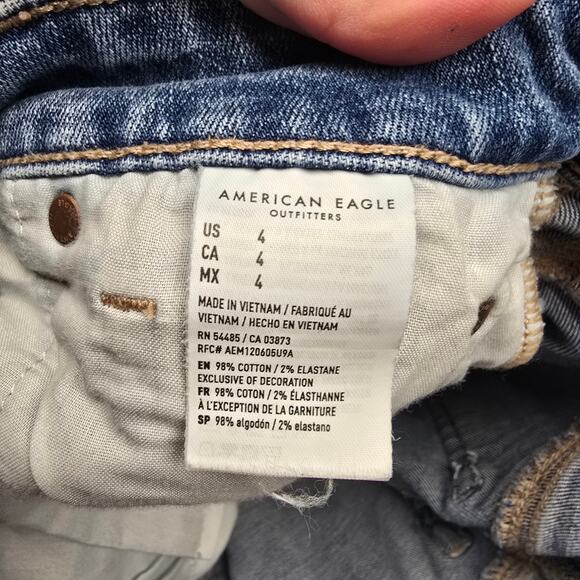 AMERICAN EAGLE
OUTFITTERS
US 4
CA 4
MX 4
MADE IN VIETNAM / FABRIQUÉ AU
VIETNAM / HECHO EN VIETNAM
RN 54485 / CA 03873
RFC# AEM120605U9A
EN 98% COTTON / 2% ELASTANE
EXCLUSIVE OF DECORATION
FR 98% COTON / 2% ÉLASTHANNE
À L'EXCEPTION DE LA GARNITURE
SP 98% algodón / 2% elastano